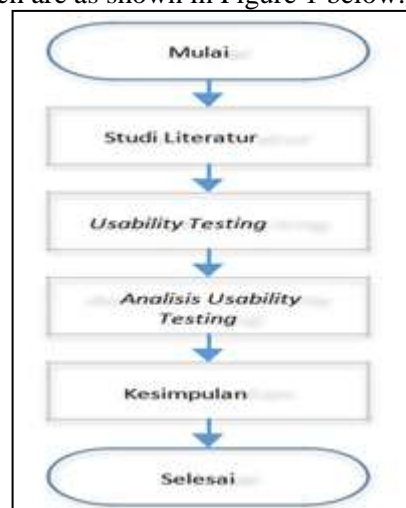 en are as shown in Figure 1 below.
Mulai
Studi Literatur
Usability Testing
Analisis Usability
Testing
Kesimpulan
Selesai